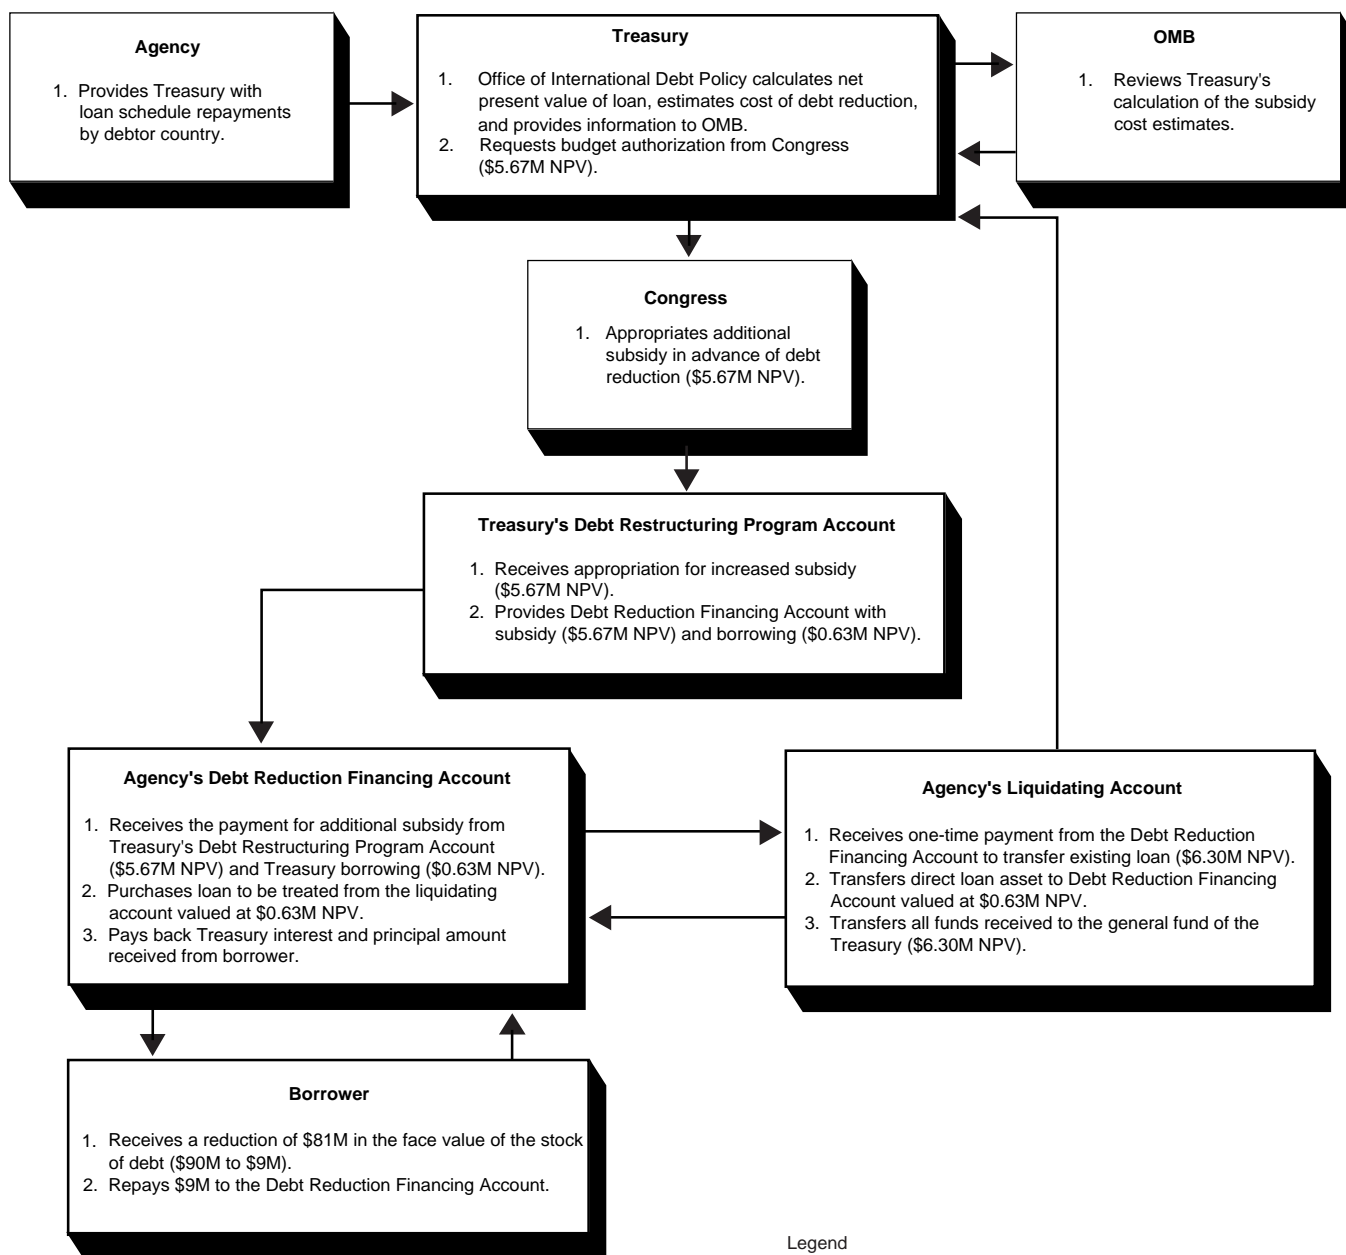 Agency
1. Provides Treasury with
loan schedule repayments
by debtor country.
Treasury
1. Office of International Debt Policy calculates net
present value of loan, estimates cost of debt reduction,
and provides information to OMB.
2. Requests budget authorization from Congress
($5.67M NPV).
OMB
1. Reviews Treasury's
calculation of the subsidy
cost estimates.
Congress
1. Appropriates additional
subsidy in advance of debt
reduction ($5.67M NPV).
Treasury's Debt Restructuring Program Account
1. Receives appropriation for increased subsidy
($5.67M NPV).
2. Provides Debt Reduction Financing Account with
subsidy ($5.67M NPV) and borrowing ($0.63M NPV).
Agency's Debt Reduction Financing Account
1. Receives the payment for additional subsidy from
Treasury's Debt Restructuring Program Account
($5.67M NPV) and Treasury borrowing ($0.63M NPV).
2. Purchases loan to be treated from the liquidating
account valued at $0.63M NPV.
3. Pays back Treasury interest and principal amount
received from borrower.
Agency's Liquidating Account
1. Receives one-time payment from the Debt Reduction
Financing Account to transfer existing loan ($6.30M NPV).
2. Transfers direct loan asset to Debt Reduction Financing
Account valued at $0.63M NPV.
3. Transfers all funds received to the general fund of the
Treasury ($6.30M NPV).
Borrower
1. Receives a reduction of $81M in the face value of the stock
of debt ($90M to $9M).
2. Repays $9M to the Debt Reduction Financing Account.
Legend